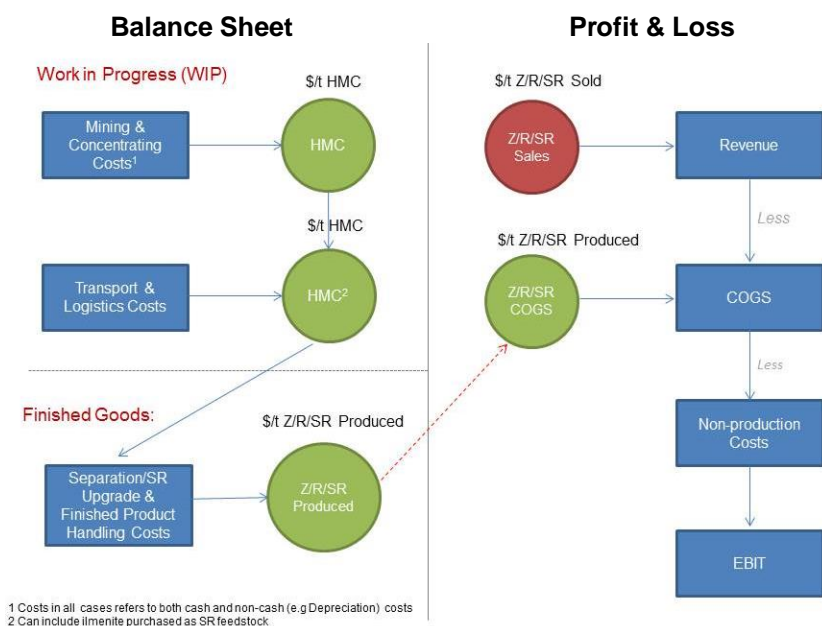 Balance Sheet
Profit & Loss
Work in Progress (WIP)
$/t HMC
Mining &
Concentrating
Costs¹
HMC
$/t HMC
Transport &
Logistics Costs
HMC²
Finished Goods:
$/t Z/R/SR Produced
Separation/SR
Upgrade &
Finished Product
Handling Costs
Z/R/SR
Produced
$/t Z/R/SR Sold
Z/R/SR
Sales
Revenue
Less
$/t Z/R/SR Produced
Z/R/SR
COGS
COGS
Less
Non-production
Costs
EBIT
1 Costs in all cases refers to both cash and non-cash (e.g Depreciation) costs
2 Can include ilmenite purchased as SR feedstock